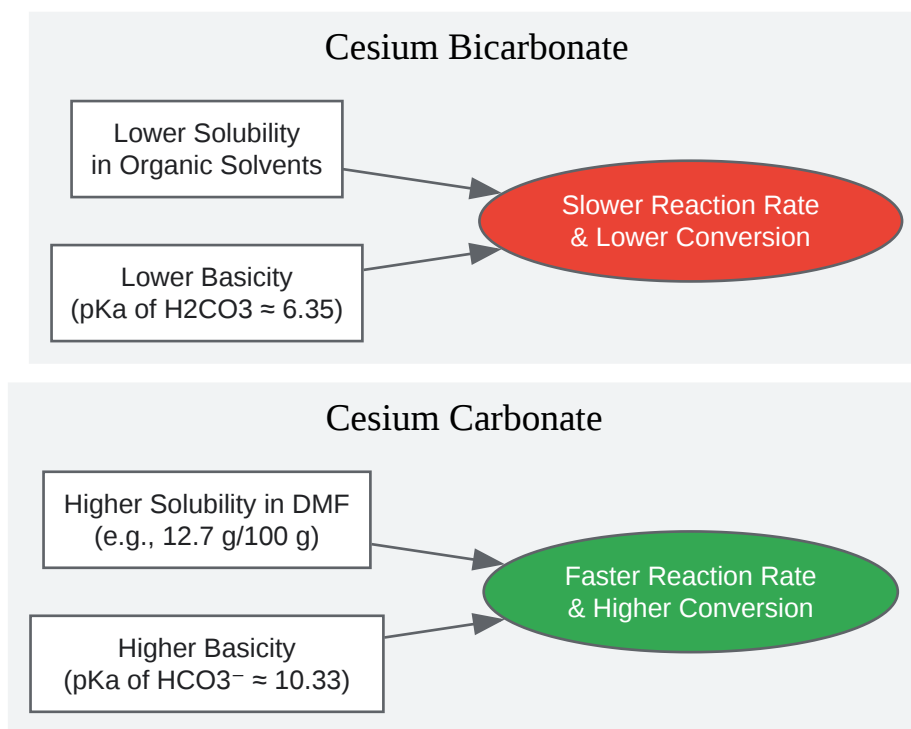 Cesium Bicarbonate
Lower Solubility
in Organic Solvents
Slower Reaction Rate
& Lower Conversion
Lower Basicity
(pKa of H2CO3 ≈ 6.35)
Cesium Carbonate
Higher Solubility in DMF
(e.g., 12.7 g/100 g)
Faster Reaction Rate
& Higher Conversion
Higher Basicity
(pKa of HCO3⁻ ≈ 10.33)